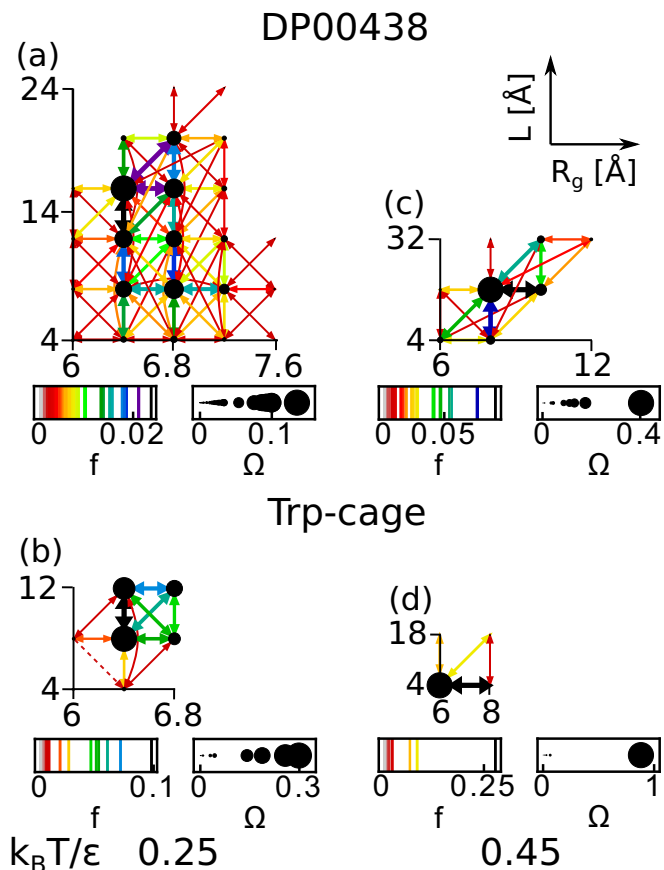 DP00438
(a)
24
14
4
6 6.8 7.6
L [Å]
R_g [Å]
(c)
32
4
6 12
0 0.02
f
0 0.1
Ω
0 0.05
f
0 0.4
Ω
Trp-cage
(b)
12
4
6 6.8
(d)
18
4
6 8
0 0.1
f
0 0.3
Ω
0 0.25
f
0 1
Ω
k_BT/ε 0.25 0.45